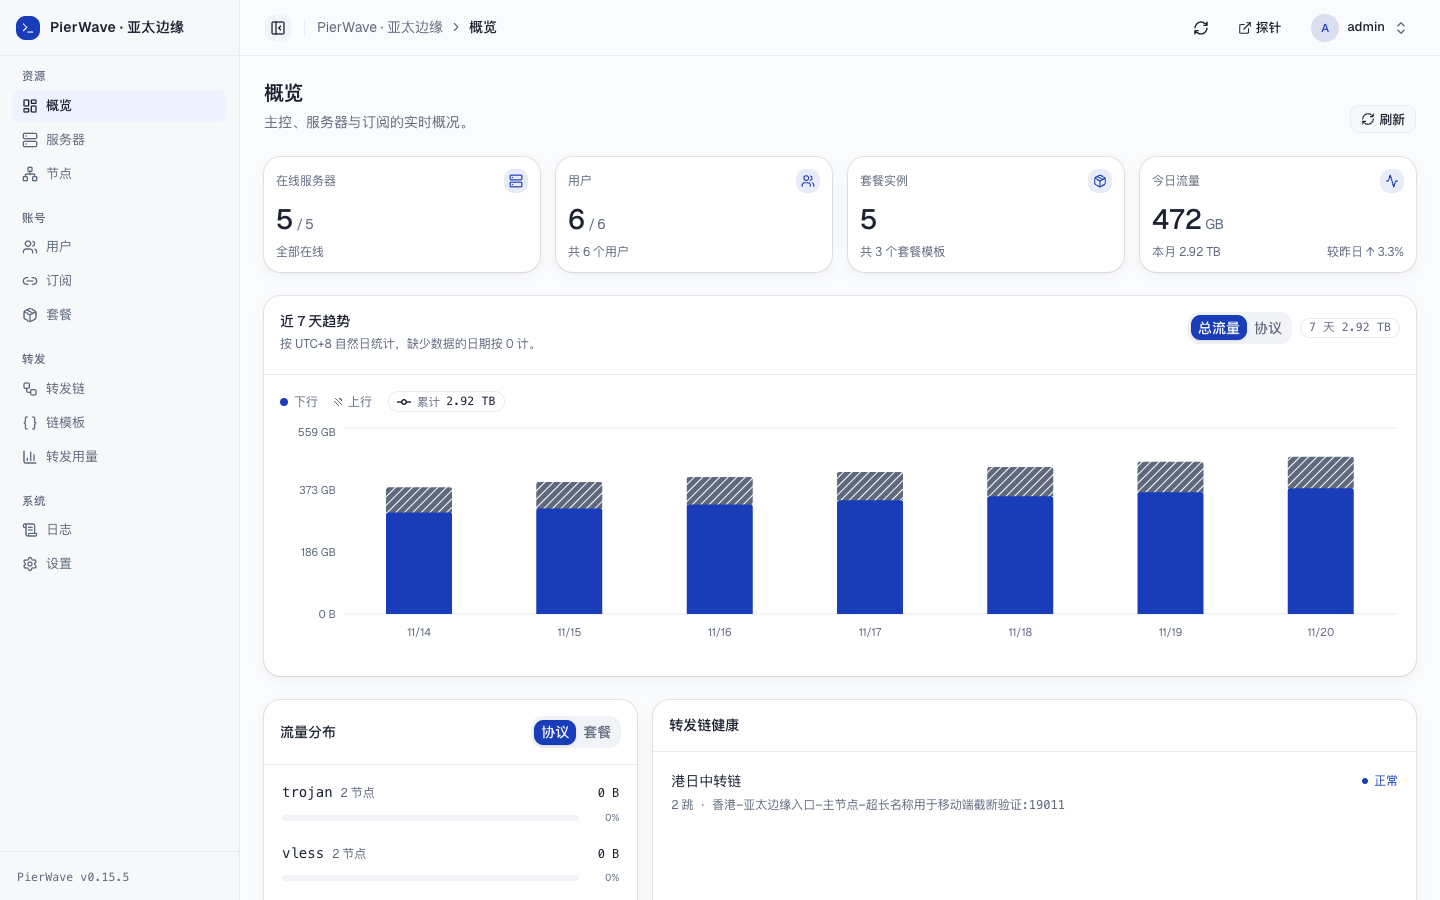 PierWave · 亚太边缘
资源
概览
服务器
节点
账号
用户
订阅
套餐
转发
转发链
链模板
转发用量
系统
日志
设置
PierWave v0.15.5
PierWave · 亚太边缘 > 概览
探针
A
admin
概览
主控、服务器与订阅的实时概况。
刷新
在线服务器
5 / 5
全部在线
用户
6 / 6
共 6 个用户
套餐实例
5
共 3 个套餐模板
今日流量
472 GB
本月 2.92 TB
较昨日 ↑ 3.3%
近 7 天趋势
按 UTC+8 自然日统计，缺少数据的日期按 0 计。
总流量 协议
7 天 2.92 TB
下行 上行 累计 2.92 TB
559 GB
373 GB
186 GB
0 B
11/14 11/15 11/16 11/17 11/18 11/19 11/20
流量分布
协议 套餐
trojan 2 节点 0 B
0%
vless 2 节点 0 B
0%
转发链健康
港日中转链
正常
2 跳 · 香港-亚太边缘入口-主节点-超长名称用于移动端截断验证:19011